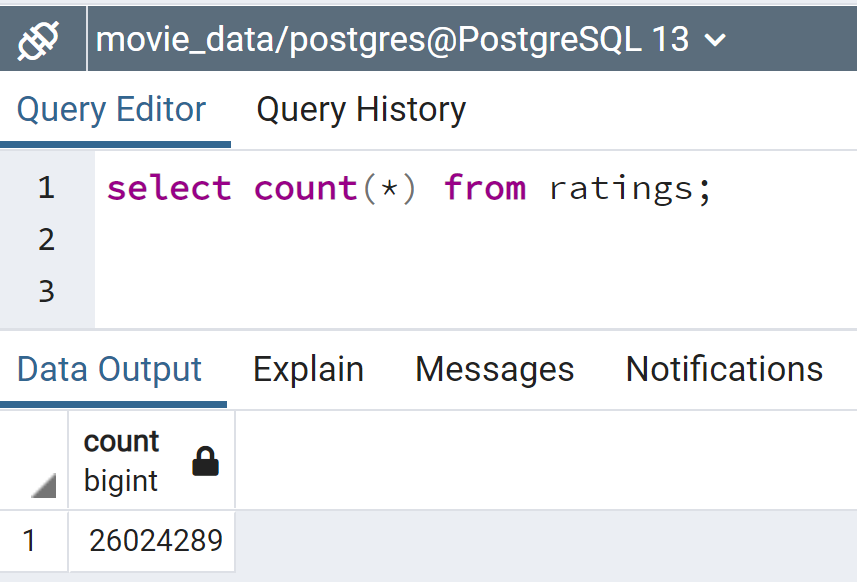 movie_data/postgres@PostgreSQL 13
Query Editor Query History
1 select count(*) from ratings;
2
3
Data Output Explain Messages Notifications
count
bigint
1 26024289